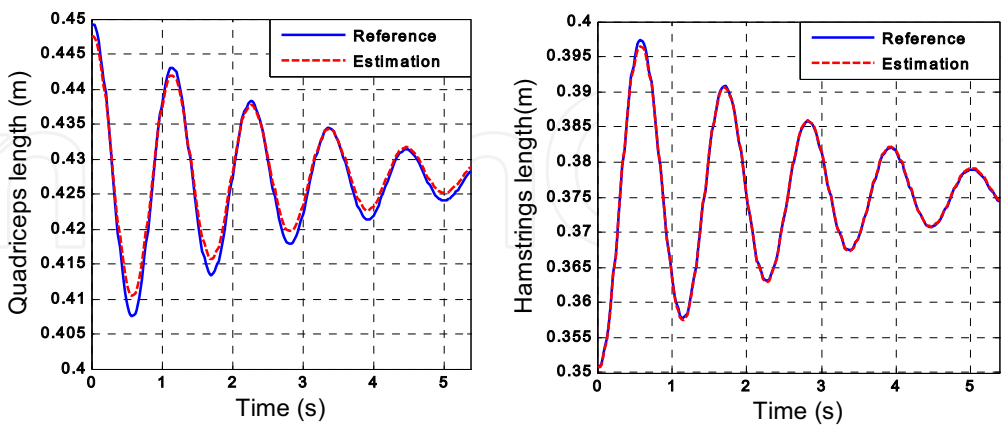 0.45
0.445
0.44
0.435
0.43
0.425
0.42
0.415
0.41
0.405
0.4
Quadriceps length (m)
Reference
Estimation
0 1 2 3 4 5
Time (s)
0.4
0.395
0.39
0.385
0.38
0.375
0.37
0.365
0.36
0.355
0.35
Hamstrings length(m)
Reference
Estimation
0 1 2 3 4 5
Time (s)